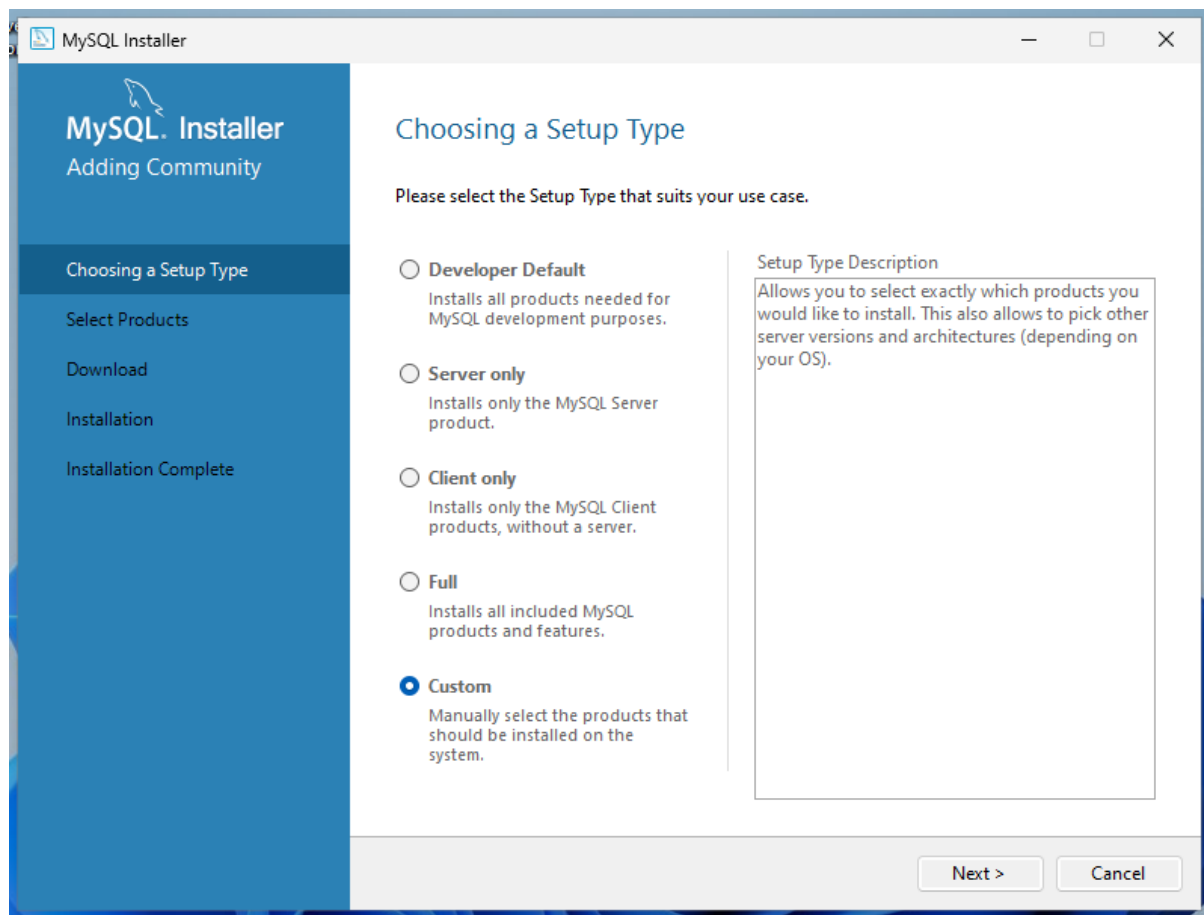 MySQL Installer
MySQL. Installer
Adding Community
Choosing a Setup Type
Select Products
Download
Installation
Installation Complete
Choosing a Setup Type
Please select the Setup Type that suits your use case.
Developer Default
Installs all products needed for
MySQL development purposes.
Server only
Installs only the MySQL Server
product.
Client only
Installs only the MySQL Client
products, without a server.
Full
Installs all included MySQL
products and features.
Custom
Manually select the products that
should be installed on the
system.
Setup Type Description
Allows you to select exactly which products you
would like to install. This also allows to pick other
server versions and architectures (depending on
your OS).
Next >
Cancel